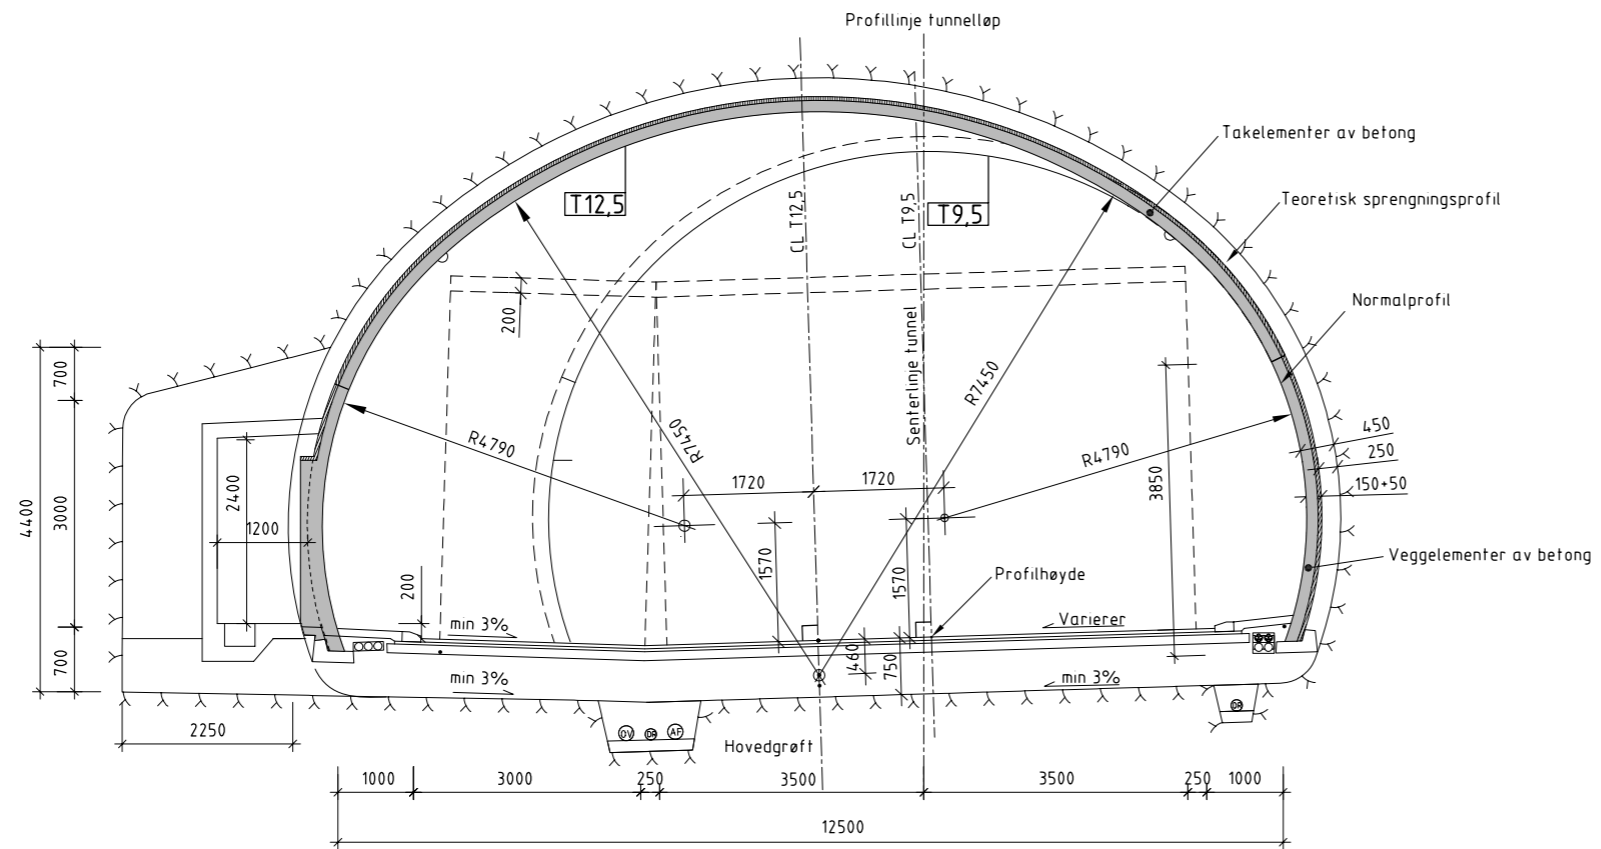 Profillinje tunnelløp
Takelementer av betong
T12,5
CL T12,5
CL T9,5
T9,5
Teoretisk sprengningsprofil
Normalprofil
200
Senterlinje tunnel
R7450
R7450
R4790
R4790
3850
450
250
150+50
1720
1720
4400
700
3000
700
2400
1200
200
1570
1570
Profilhøyde
Veggelementer av betong
min 3%
Varierer
460
750
min 3%
min 3%
2250
OV
DR
AF
DR
Hovedgrøft
1000
3000
250
3500
3500
250
1000
12500